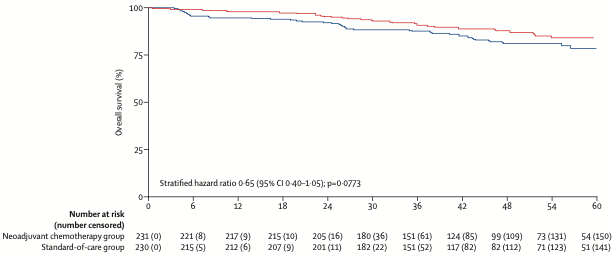 100
75
50
25
0
Overall survival (%)
Stratified hazard ratio 0·65 (95% CI 0·40–1·05); p=0·0773
0 6 12 18 24 30 36 42 48 54 60
Number at risk
(number censored)
Neoadjuvant chemotherapy group 231 (0) 221 (8) 217 (9) 215 (10) 205 (16) 180 (36) 151 (61) 124 (85) 99 (109) 73 (131) 54 (150)
Standard-of-care group 230 (0) 215 (5) 212 (6) 207 (9) 201 (11) 182 (22) 151 (52) 117 (82) 82 (112) 71 (123) 51 (141)